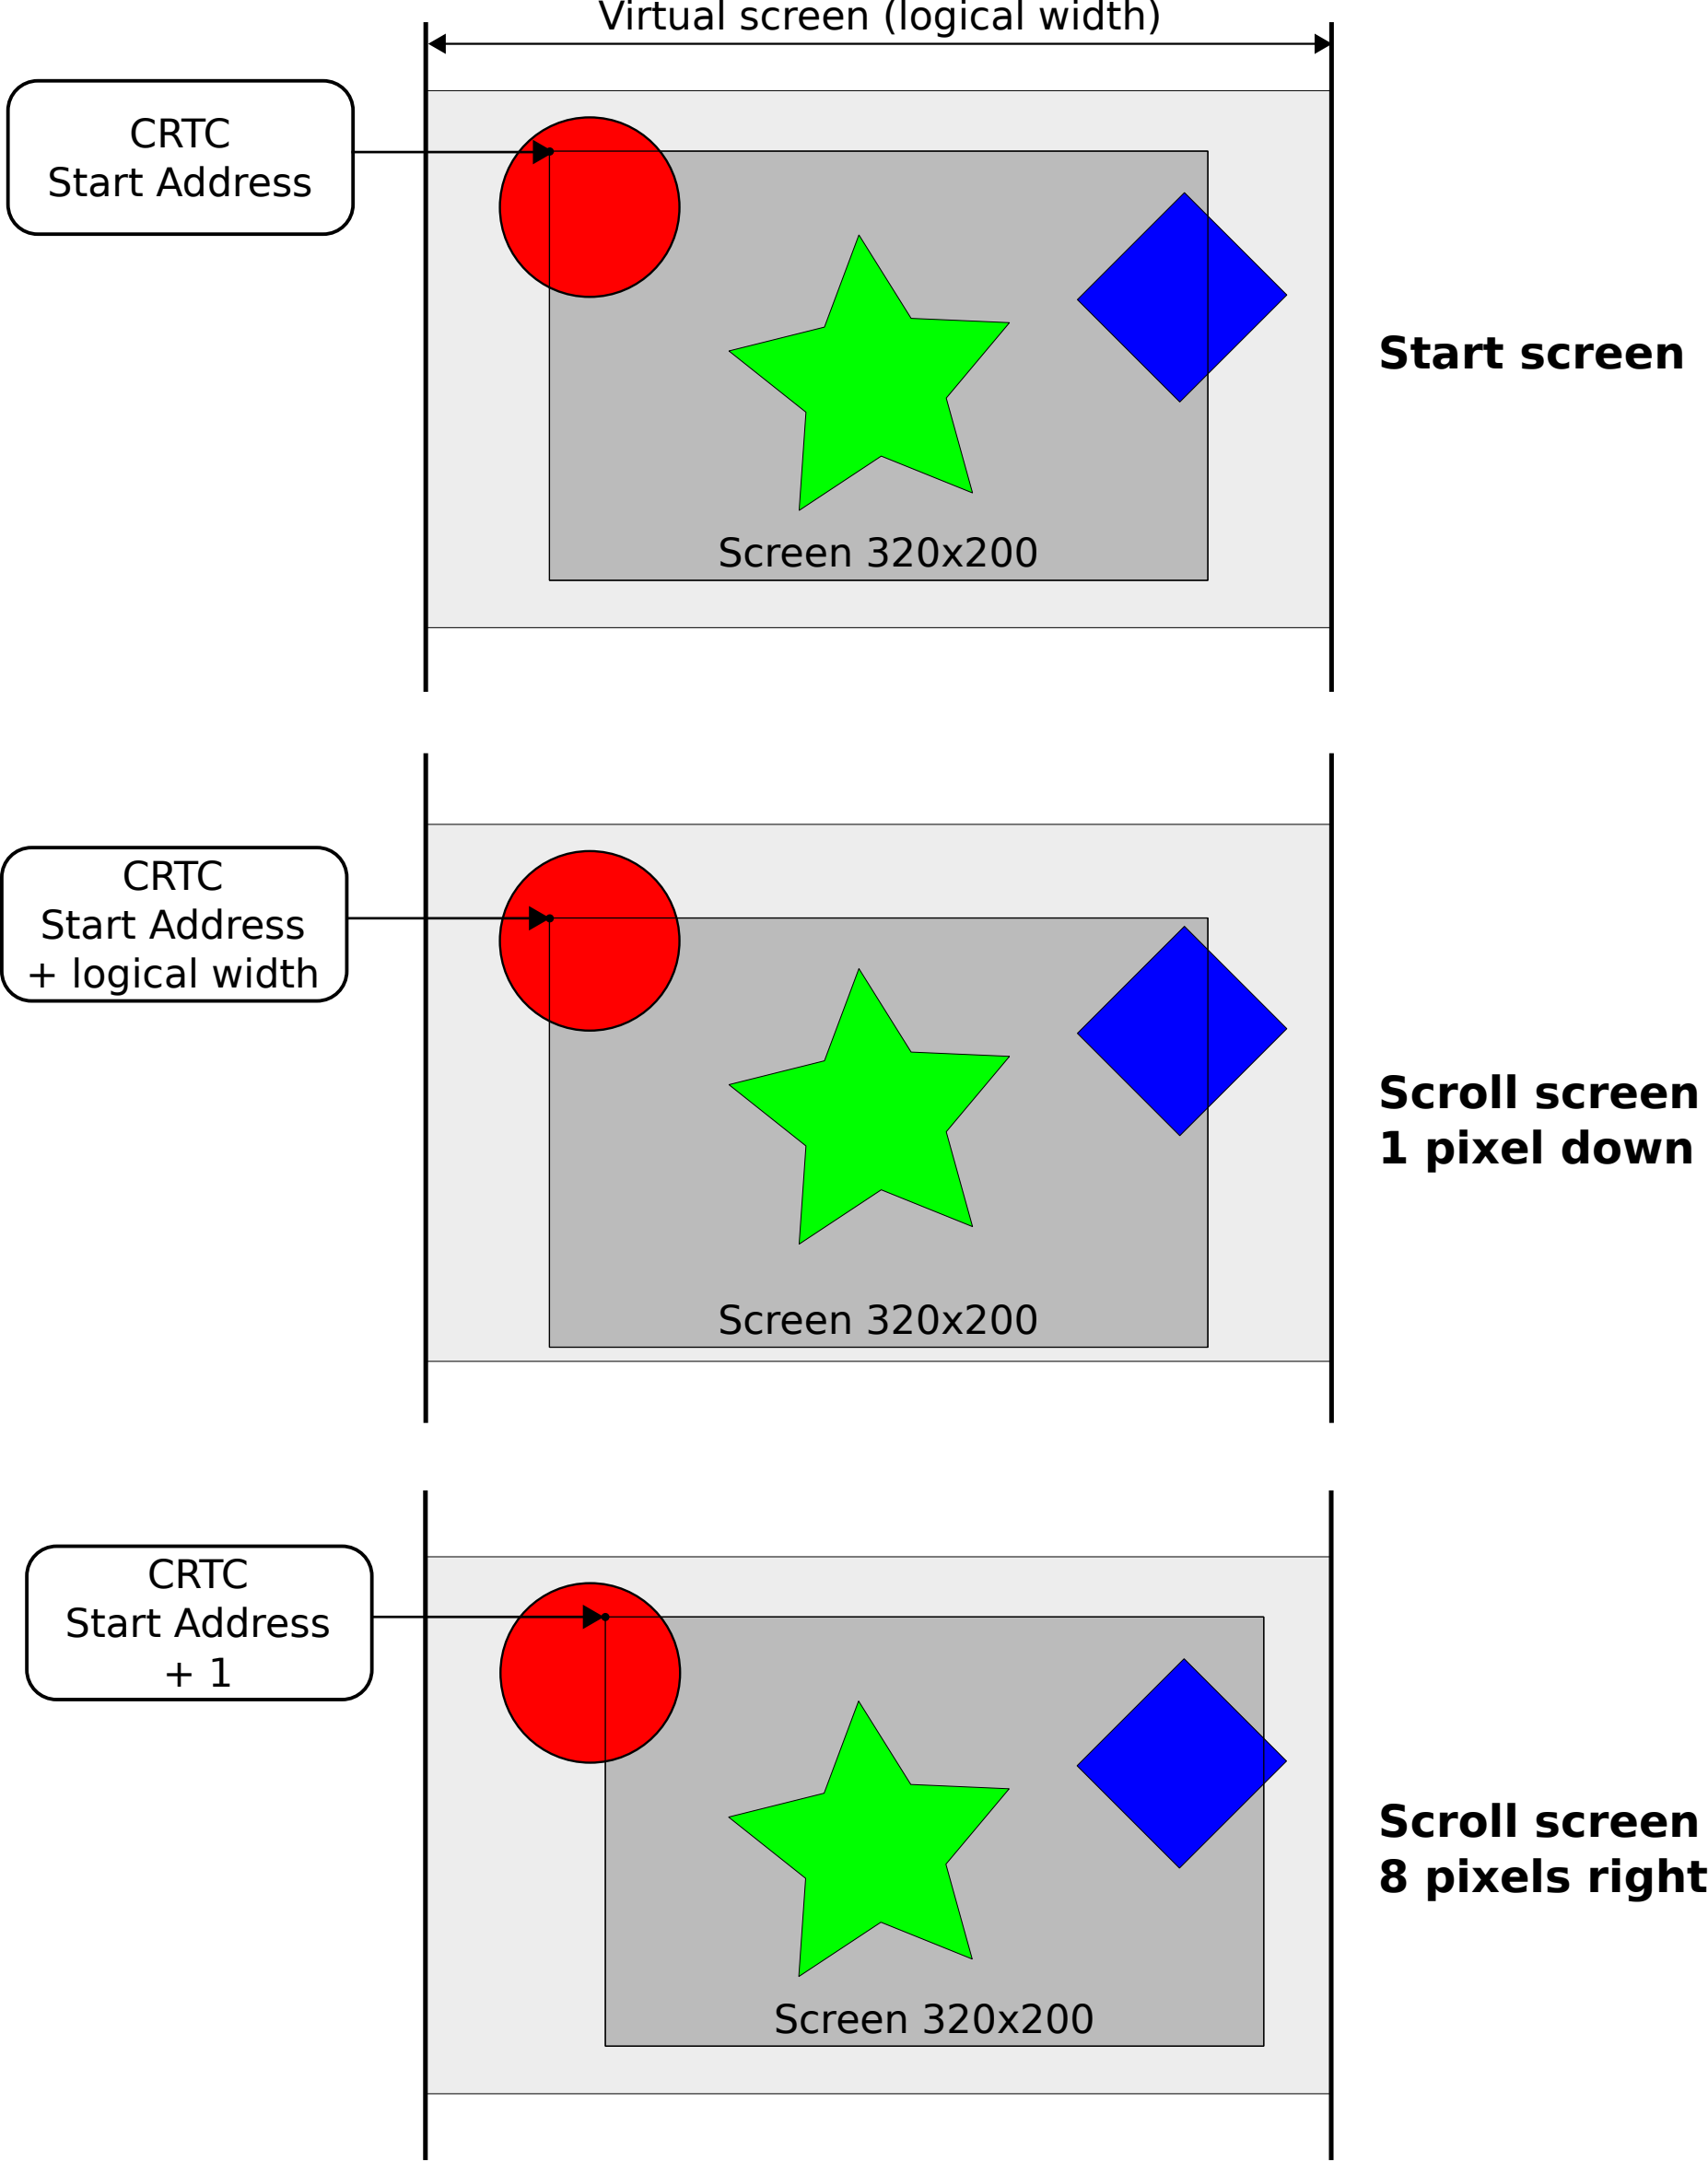 Virtual screen (logical width)
CRTC
Start Address
Start screen
Screen 320x200
CRTC
Start Address
+ logical width
Scroll screen
1 pixel down
Screen 320x200
CRTC
Start Address
+ 1
Scroll screen
8 pixels right
Screen 320x200